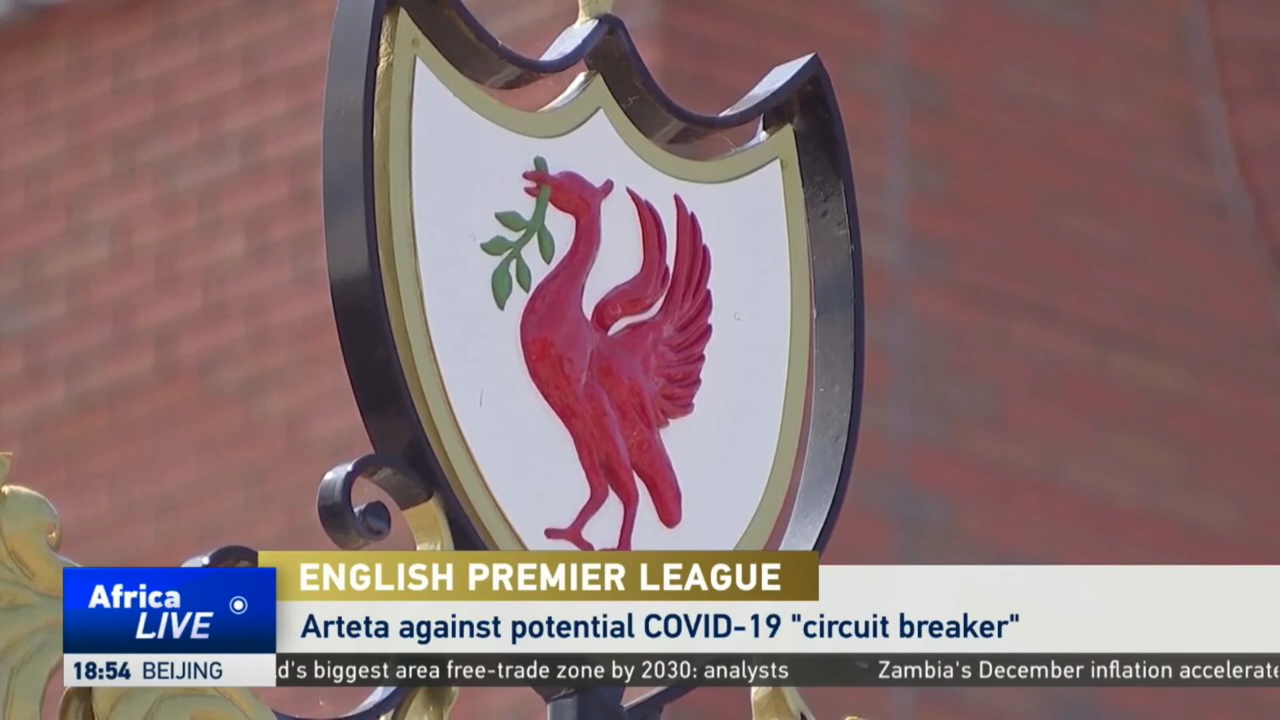 ENGLISH PREMIER LEAGUE
Africa
LIVE
Arteta against potential COVID-19 "circuit breaker"
18:54 BEIJING
d's biggest area free-trade zone by 2030: analysts
Zambia's December inflation accelerate